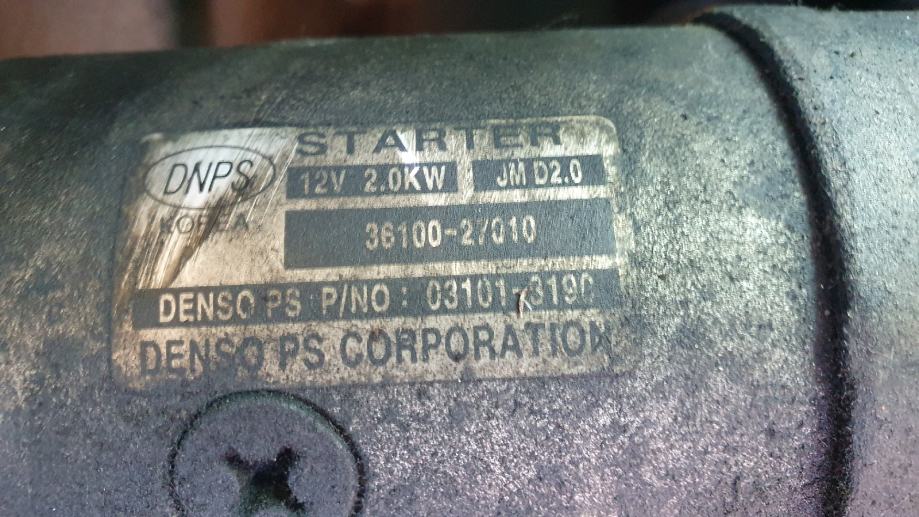 STARTER
DNPS
12V 2.0KW JM D2.0
KOREA
36100-27010
DENSO PS P/NO : 03101-3190
DENSO PS CORPORATION